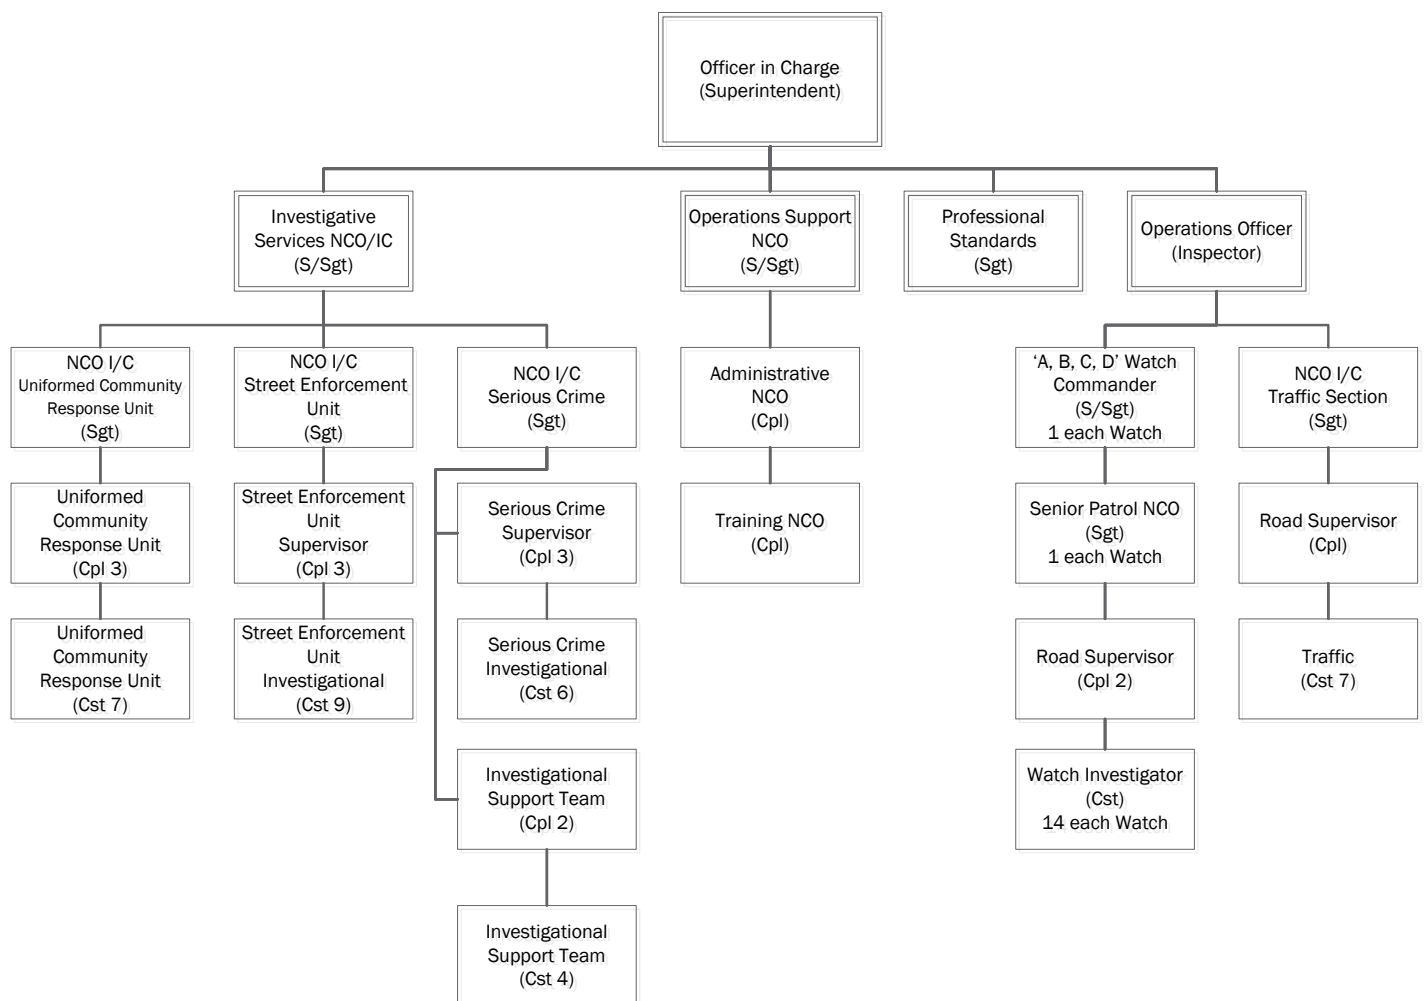 Officer in Charge
(Superintendent)
Investigative
Services NCO/IC
(S/Sgt)
Operations Support
NCO
(S/Sgt)
Professional
Standards
(Sgt)
Operations Officer
(Inspector)
NCO I/C
Uniformed Community
Response Unit
(Sgt)
NCO I/C
Street Enforcement
Unit
(Sgt)
NCO I/C
Serious Crime
(Sgt)
Administrative
NCO
(Cpl)
‘A, B, C, D’ Watch
Commander
(S/Sgt)
1 each Watch
NCO I/C
Traffic Section
(Sgt)
Uniformed
Community
Response Unit
(Cpl 3)
Street Enforcement
Unit
Supervisor
(Cpl 3)
Serious Crime
Supervisor
(Cpl 3)
Training NCO
(Cpl)
Senior Patrol NCO
(Sgt)
1 each Watch
Road Supervisor
(Cpl)
Uniformed
Community
Response Unit
(Cst 7)
Street Enforcement
Unit
Investigational
(Cst 9)
Serious Crime
Investigational
(Cst 6)
Road Supervisor
(Cpl 2)
Traffic
(Cst 7)
Investigational
Support Team
(Cpl 2)
Watch Investigator
(Cst)
14 each Watch
Investigational
Support Team
(Cst 4)